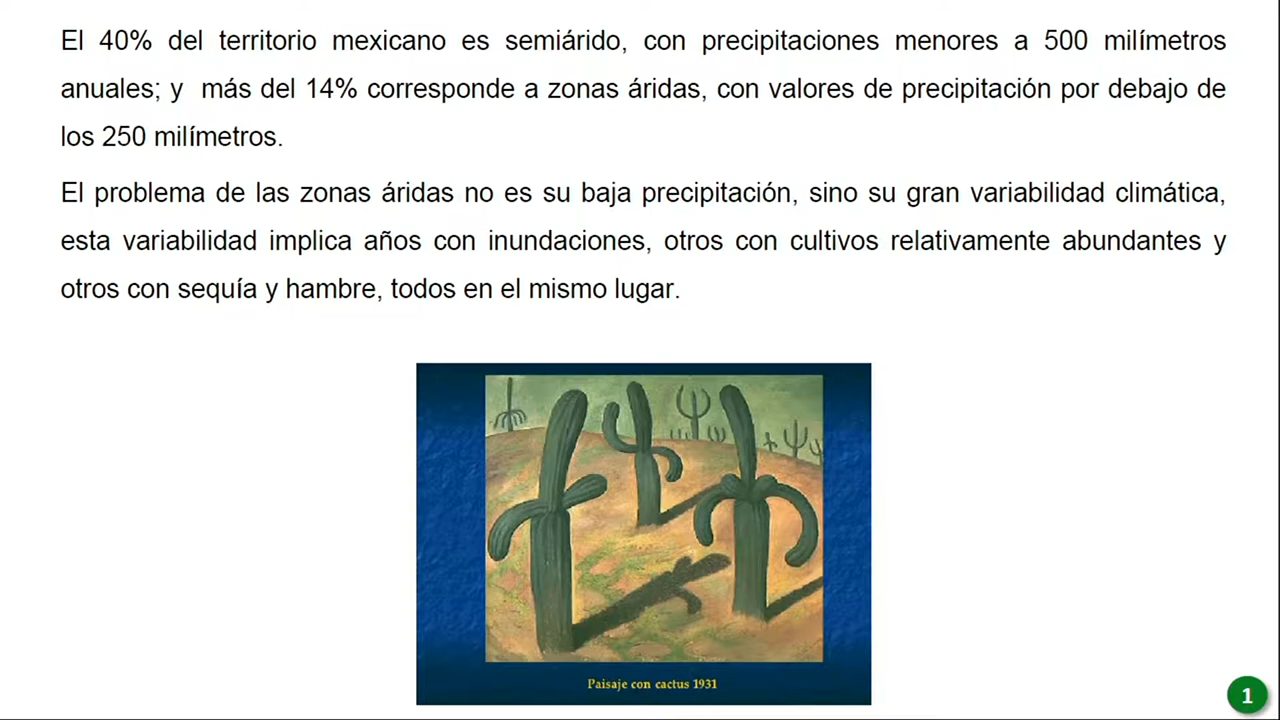 El 40% del territorio mexicano es semiárido, con precipitaciones menores a 500 milímetros
anuales; y más del 14% corresponde a zonas áridas, con valores de precipitación por debajo de
los 250 milímetros.
El problema de las zonas áridas no es su baja precipitación, sino su gran variabilidad climática,
esta variabilidad implica años con inundaciones, otros con cultivos relativamente abundantes y
otros con sequía y hambre, todos en el mismo lugar.
Paisaje con cactus 1931
1